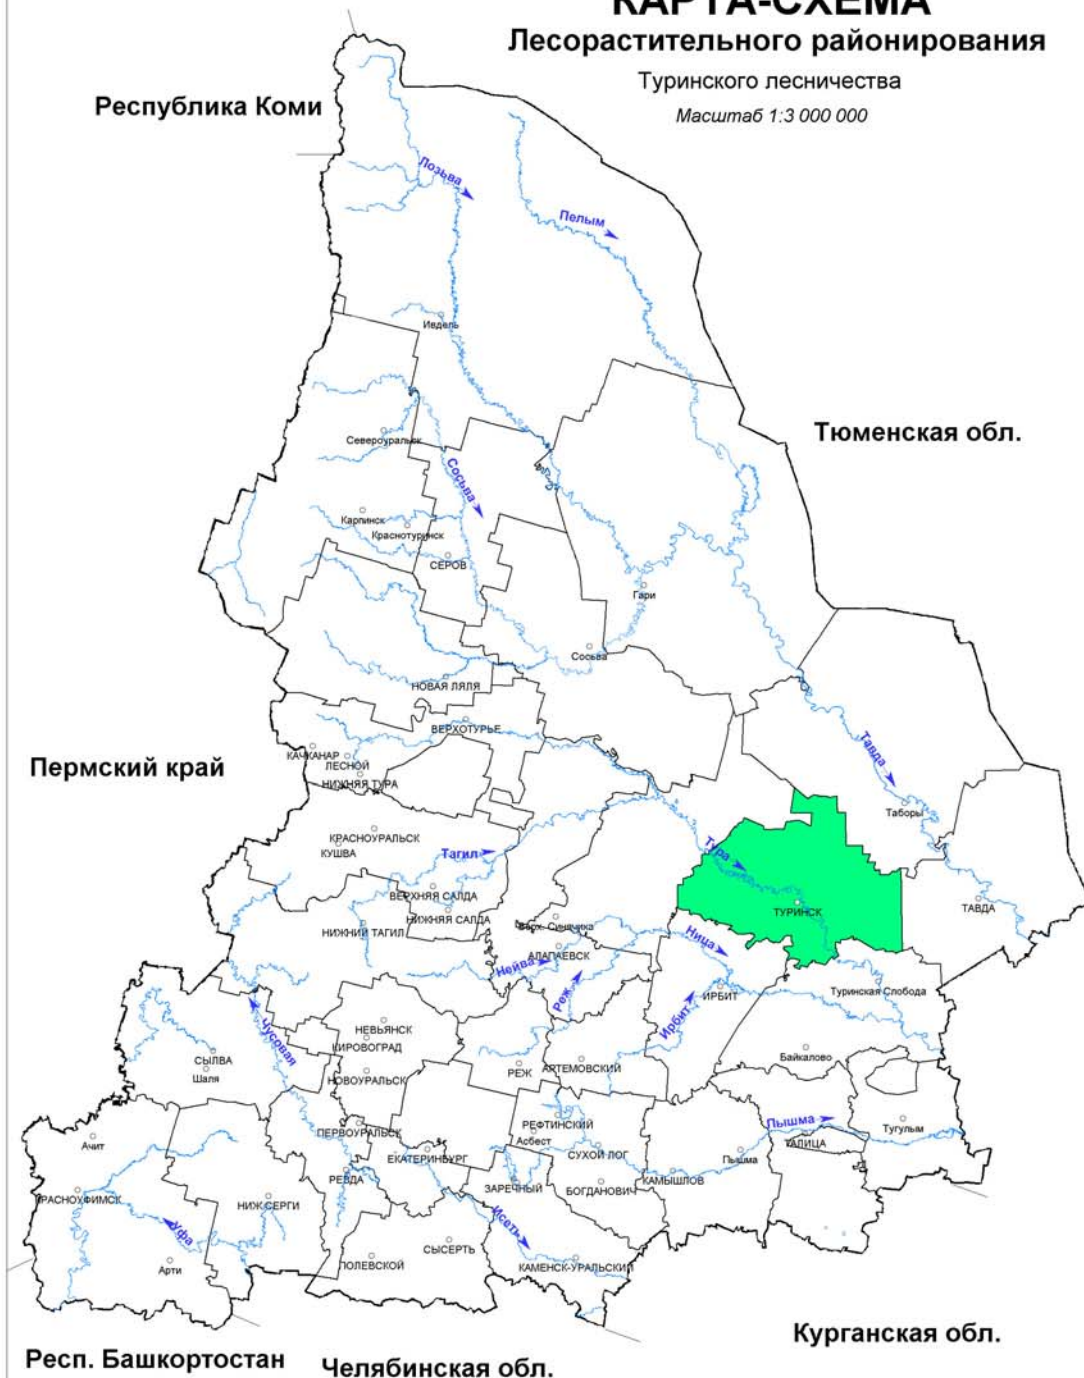 КАРТА-СХЕМА
Лесорастительного районирования
Туринского лесничества
Масштаб 1:3 000 000
Республика Коми
Лозьва
Пелым
Ивдель
Тюменская обл.
Североуральск
Сосьва
Карпинск
Краснотурьинск
СЕРОВ
Гари
Сосьва
НОВАЯ ЛЯЛЯ
ВЕРХОТУРЬЕ
Пермский край
КАЧКАНАР
ЛЕСНОЙ
НИЖНЯЯ ТУРА
Тавда
Таборы
КРАСНОУРАЛЬСК
КУШВА
Тагил
Тура
ВЕРХНЯЯ САЛДА
НИЖНЯЯ САЛДА
НИЖНИЙ ТАГИЛ
ТУРИНСК
ТАВДА
Верх. Синячиха
АЛАПАЕВСК
Ница
Нейва
Реж
ИРБИТ
Ирбит
Туринская Слобода
Чусовая
НЕВЬЯНСК
КИРОВОГРАД
Байкалово
СЫЛВА
Шаля
НОВОУРАЛЬСК
РЕЖ
АРТЕМОВСКИЙ
Ачит
ПЕРВОУРАЛЬСК
РЕФТИНСКИЙ
Асбест
Пышма
Тугулым
ТАЛИЦА
ЕКАТЕРИНБУРГ
СУХОЙ ЛОГ
Пышма
РЕВДА
ЗАРЕЧНЫЙ
БОГДАНОВИЧ
КАМЫШЛОВ
КРАСНОУФИМСК
НИЖ.СЕРГИ
Уфа
Исеть
СЫСЕРТЬ
Арти
ПОЛЕВСКОЙ
КАМЕНСК-УРАЛЬСКИЙ
Курганская обл.
Респ. Башкортостан
Челябинская обл.